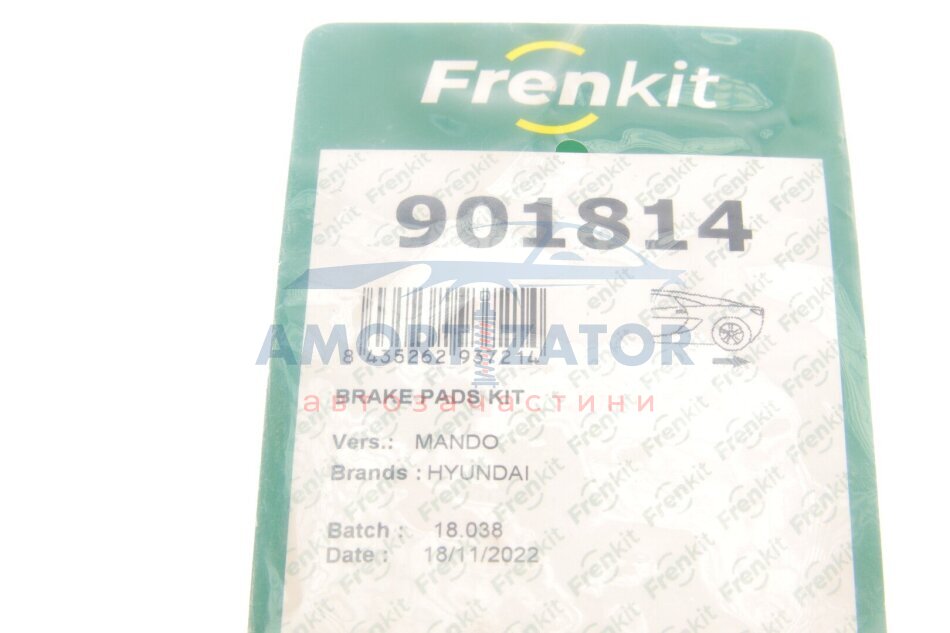 Frenkit
901814
8 435262 937214
AMORTIZATOR
BRAKE PADS KIT
автозапчастини
Vers.: MANDO
Brands : HYUNDAI
Batch : 18.038
Date : 18/11/2022